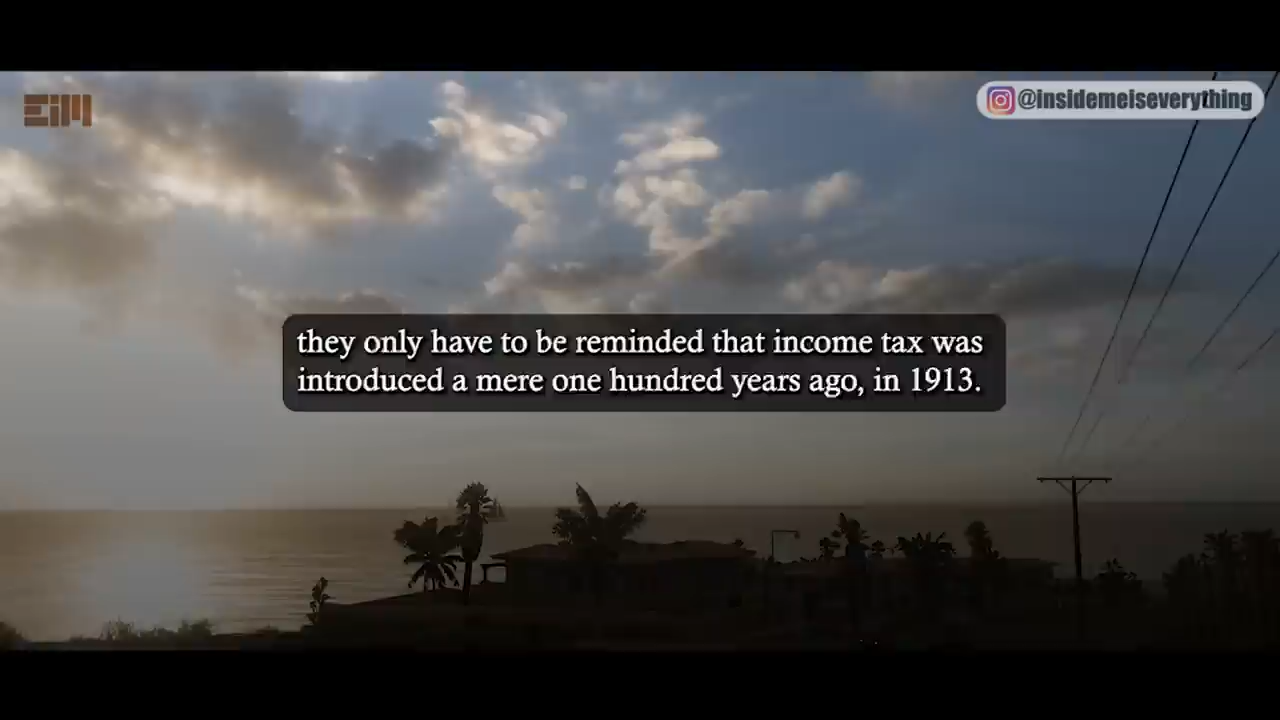 EiM
@insidemeiseverything
they only have to be reminded that income tax was
introduced a mere one hundred years ago, in 1913.